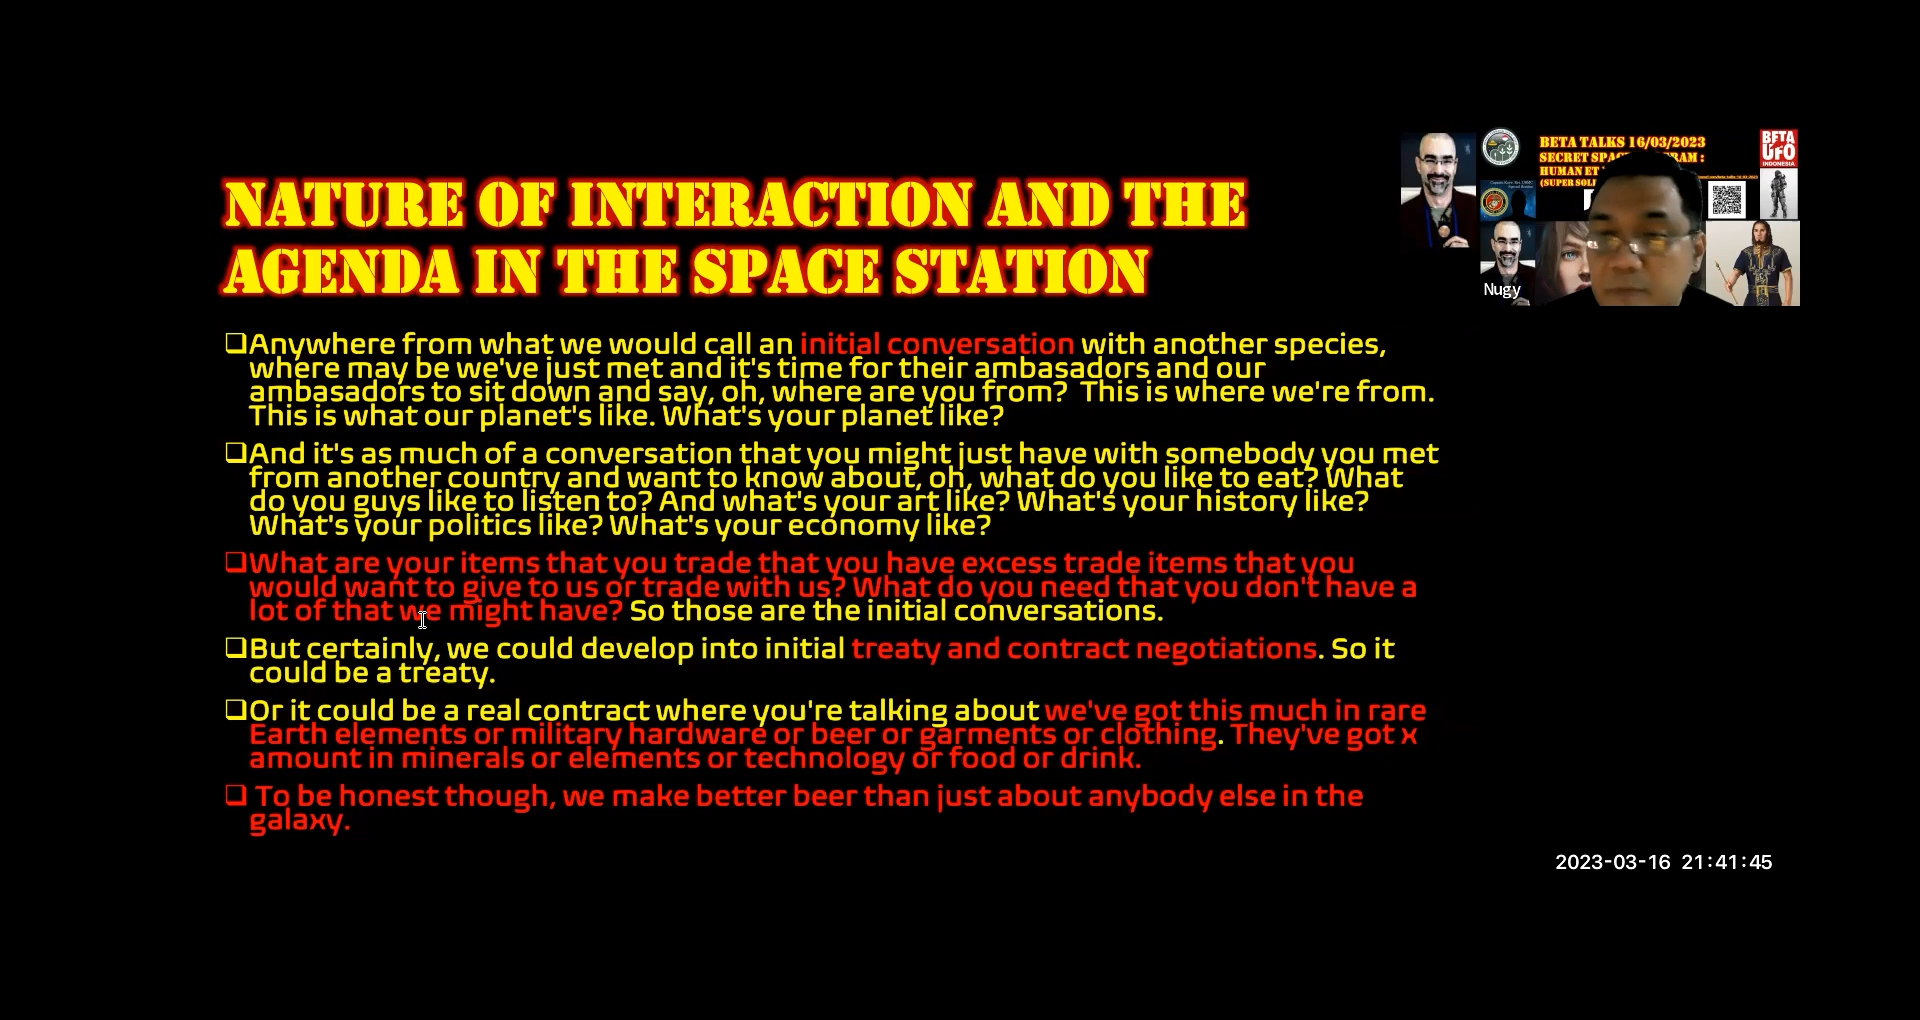 BETA TALKS 16/03/2023
SECRET SPAC RAM :
HUMAN ET
(SUPER SOL
BETA
UFO
INDONESIA
Nugy
NATURE OF INTERACTION AND THE
AGENDA IN THE SPACE STATION
❑Anywhere from what we would call an initial conversation with another species,
where may be we've just met and it's time for their ambasadors and our
ambasadors to sit down and say, oh, where are you from?  This is where we're from.
This is what our planet's like. What's your planet like?
❑And it's as much of a conversation that you might just have with somebody you met
from another country and want to know about, oh, what do you like to eat? What
do you guys like to listen to? And what's your art like? What's your history like?
What's your politics like? What's your economy like?
❑What are your items that you trade that you have excess trade items that you
would want to give to us or trade with us? What do you need that you don't have a
lot of that we might have? So those are the initial conversations.
❑But certainly, we could develop into initial treaty and contract negotiations. So it
could be a treaty.
❑Or it could be a real contract where you're talking about we've got this much in rare
Earth elements or military hardware or beer or garments or clothing. They've got x
amount in minerals or elements or technology or food or drink.
❑ To be honest though, we make better beer than just about anybody else in the
galaxy.
2023-03-16 21:41:45